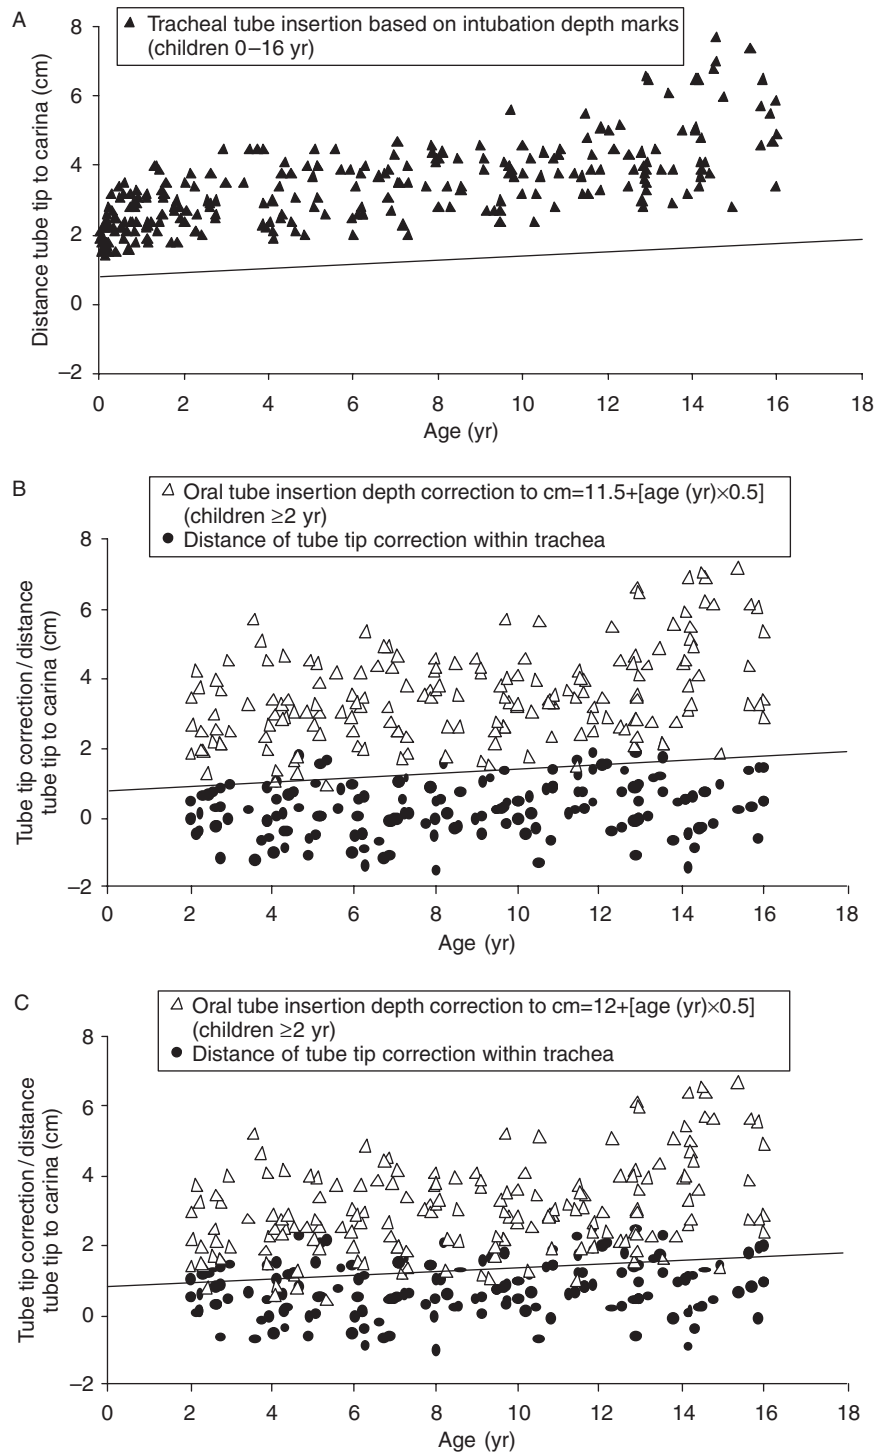 A
▲ Tracheal tube insertion based on intubation depth marks
(children 0–16 yr)
Distance tube tip to carina (cm)
8
6
4
2
0
–2
0 2 4 6 8 10 12 14 16 18
Age (yr)
B
△ Oral tube insertion depth correction to cm=11.5+[age (yr)×0.5]
(children ≥2 yr)
● Distance of tube tip correction within trachea
Tube tip correction/distance
tube tip to carina (cm)
8
6
4
2
0
–2
0 2 4 6 8 10 12 14 16 18
Age (yr)
C
△ Oral tube insertion depth correction to cm=12+[age (yr)×0.5]
(children ≥2 yr)
● Distance of tube tip correction within trachea
Tube tip correction/distance
tube tip to carina (cm)
8
6
4
2
0
–2
0 2 4 6 8 10 12 14 16 18
Age (yr)